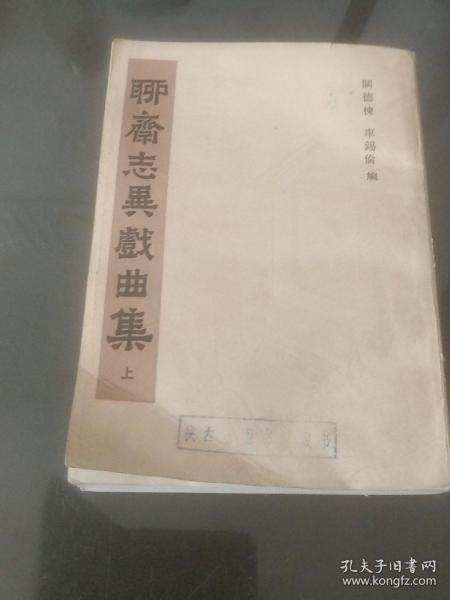 聊齋志異戲曲集
上
關德棟 車錫倫 編
孔夫子旧书网
www.kongfz.com